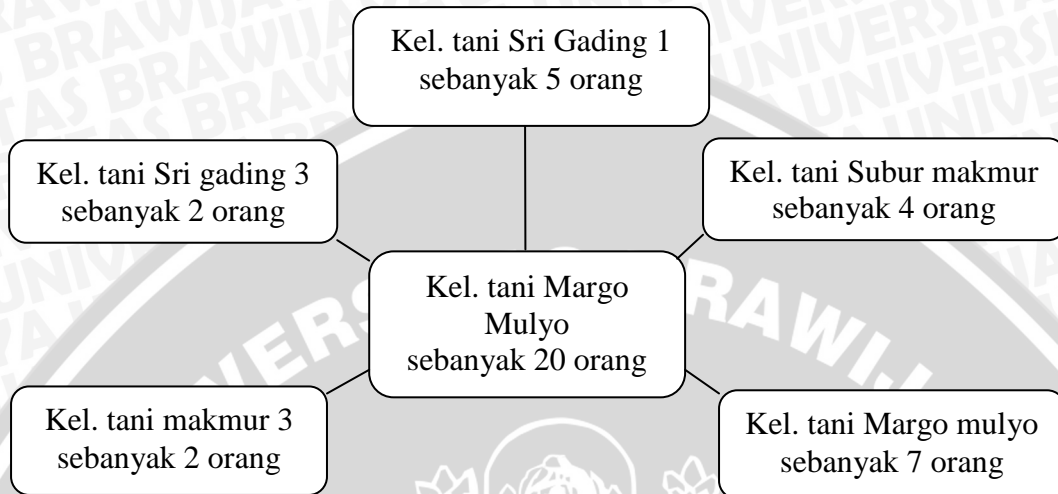 Kel. tani Sri Gading 1
sebanyak 5 orang
Kel. tani Sri gading 3
sebanyak 2 orang
Kel. tani Subur makmur
sebanyak 4 orang
Kel. tani Margo
Mulyo
sebanyak 20 orang
Kel. tani makmur 3
sebanyak 2 orang
Kel. tani Margo mulyo
sebanyak 7 orang